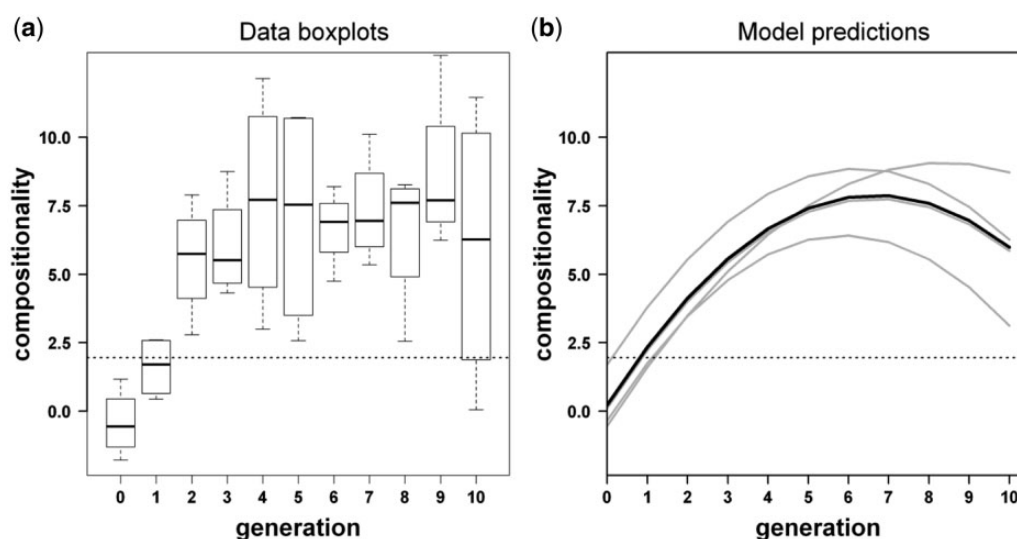 (a) Data boxplots
compositionality
10.0
7.5
5.0
2.5
0.0
0 1 2 3 4 5 6 7 8 9 10
generation
(b) Model predictions
compositionality
10.0
7.5
5.0
2.5
0.0
0 1 2 3 4 5 6 7 8 9 10
generation